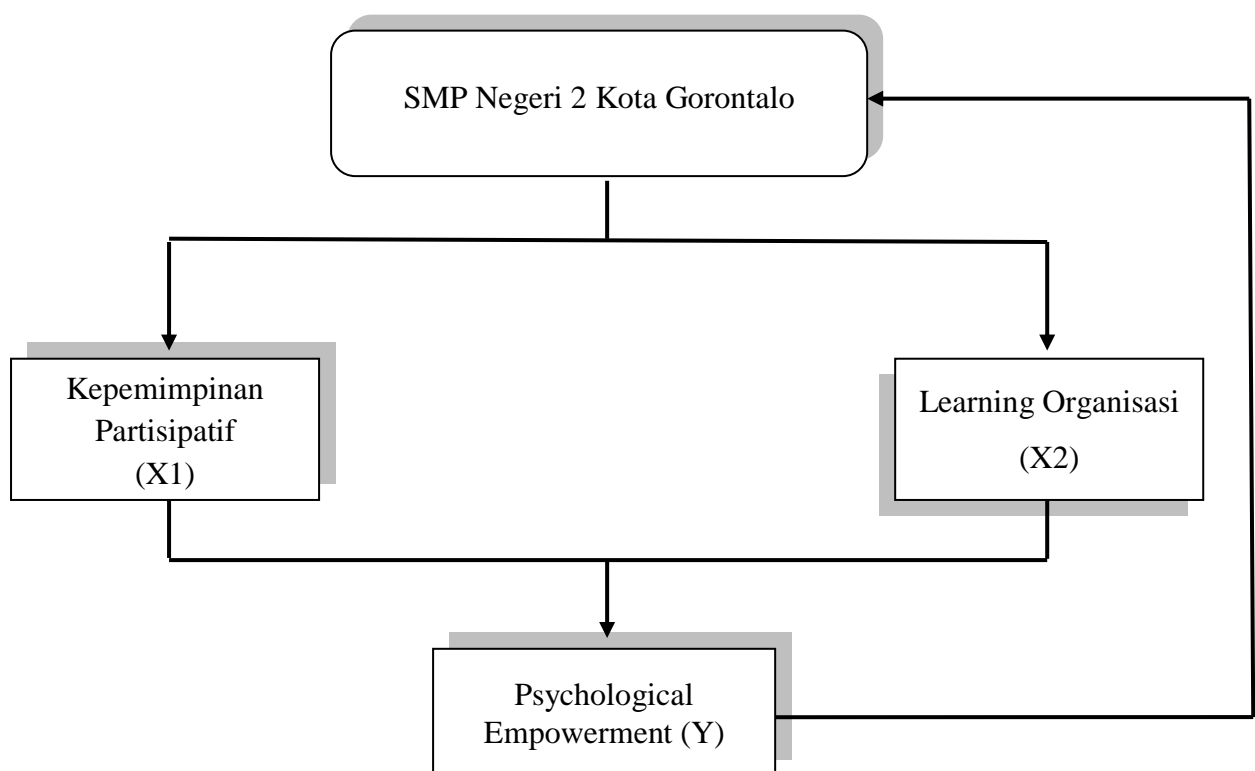 SMP Negeri 2 Kota Gorontalo
Kepemimpinan
Partisipatif
(X1)
Learning Organisasi
(X2)
Psychological
Empowerment (Y)